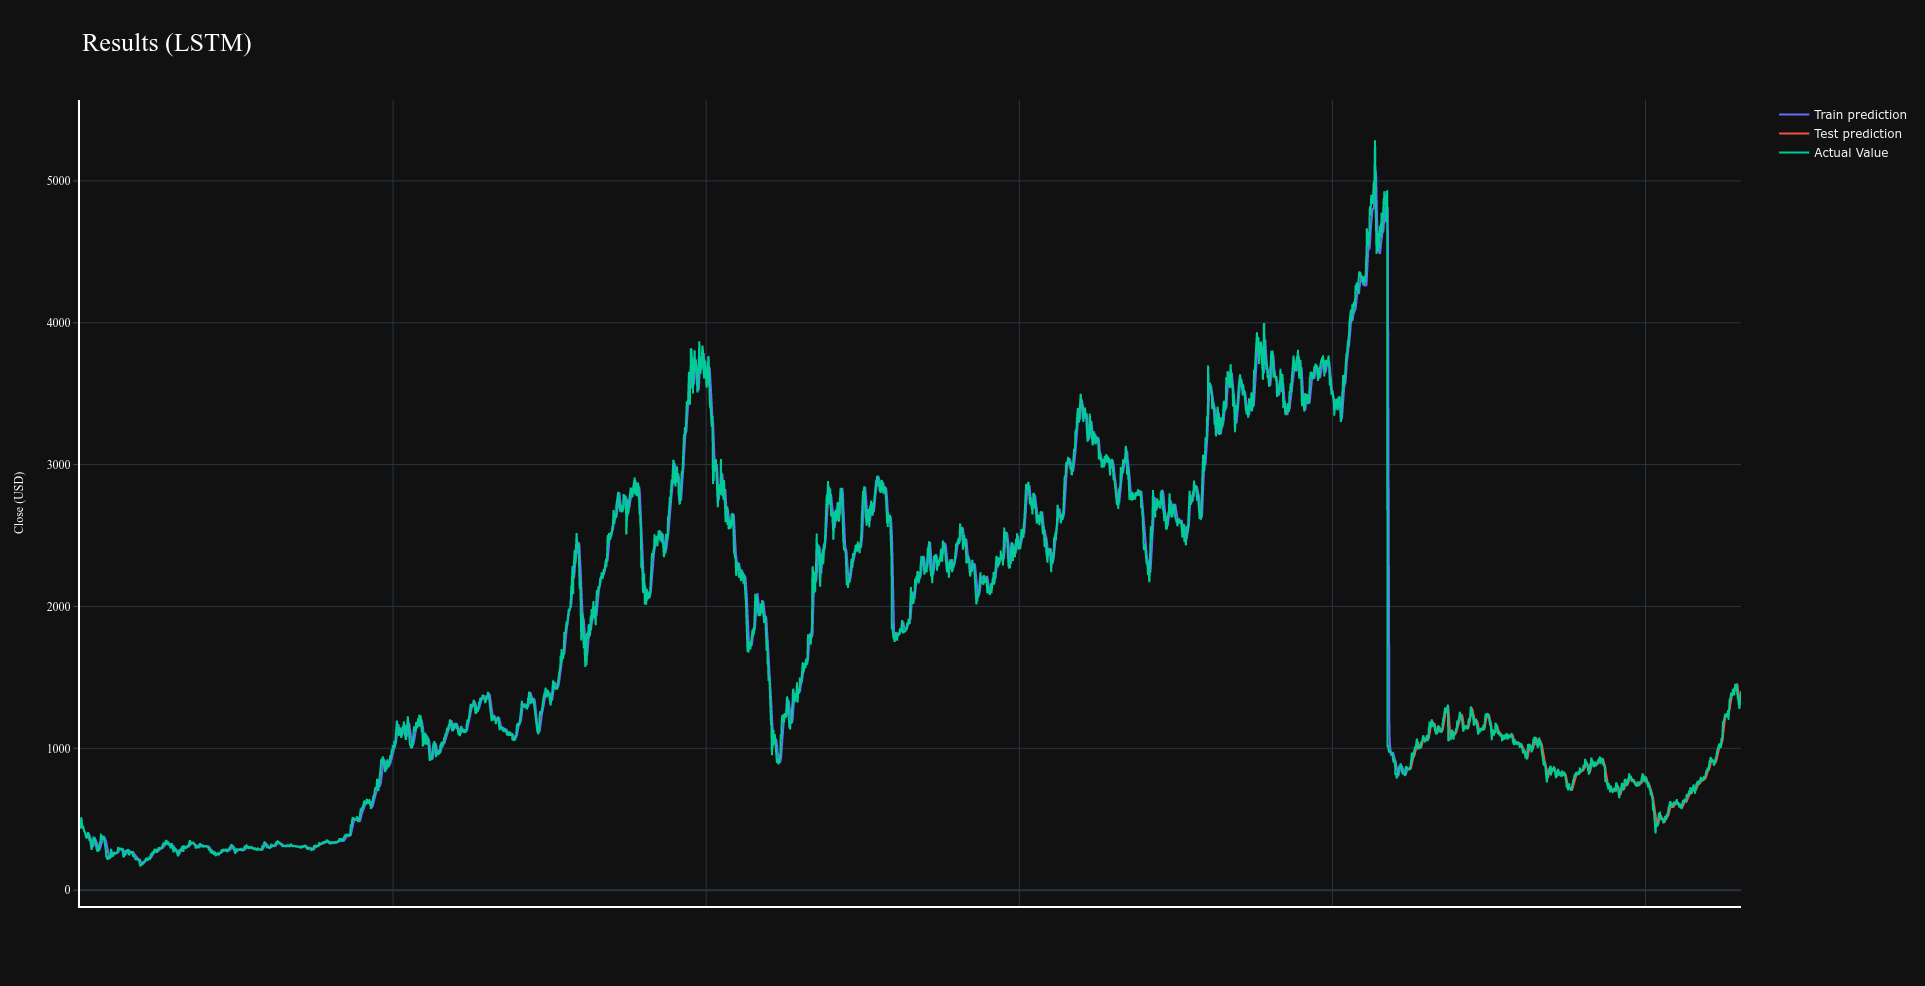 Results (LSTM)
Train prediction
Test prediction
Actual Value
5000
4000
3000
2000
1000
0
Close (USD)